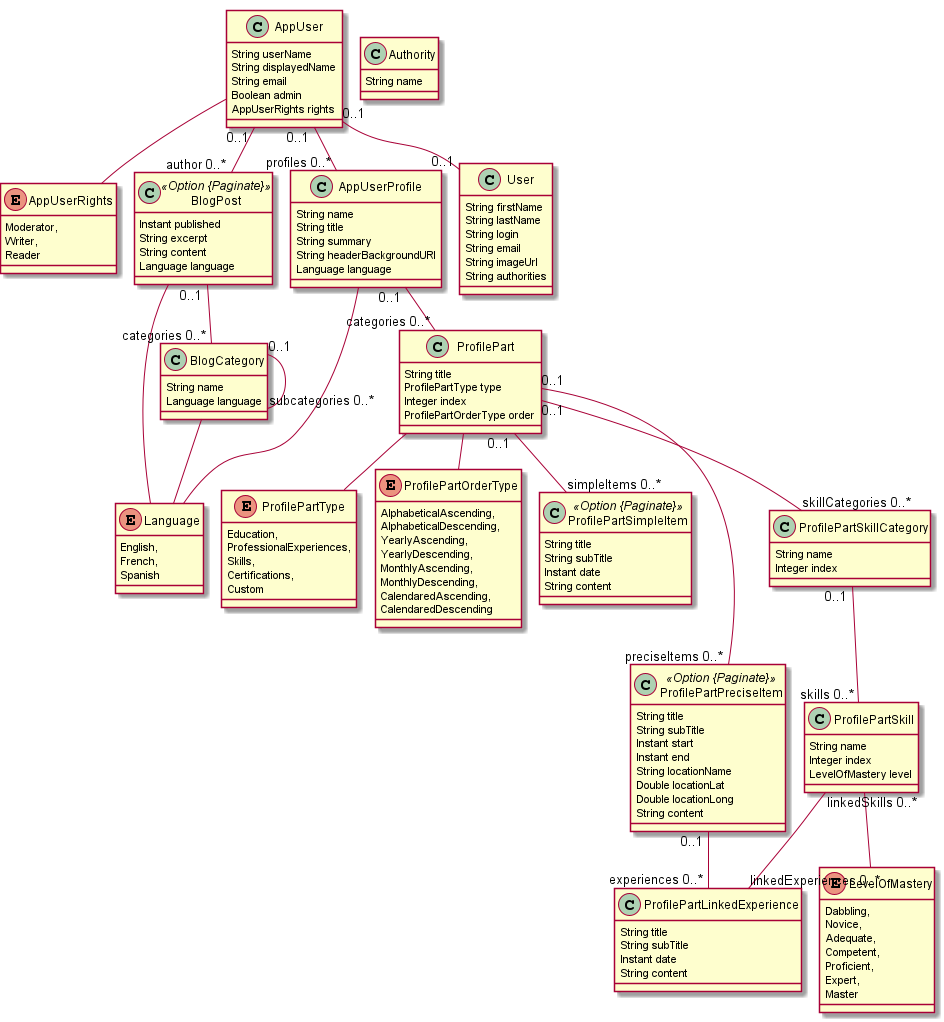 C AppUser
String userName
String displayedName
String email
Boolean admin
AppUserRights rights
C Authority
String name
0..1
0..1
0..1
0..1
author 0..*
profiles 0..*
E AppUserRights
Moderator,
Writer,
Reader
C «Option {Paginate}»
BlogPost
Instant published
String excerpt
String content
Language language
C AppUserProfile
String name
String title
String summary
String headerBackgroundURI
Language language
C User
String firstName
String lastName
String login
String email
String imageUrl
String authorities
0..1
0..1
categories 0..*
categories 0..*
C BlogCategory
String name
Language language
0..1
subcategories 0..*
C ProfilePart
String title
ProfilePartType type
Integer index
ProfilePartOrderType order
0..1
0..1
0..1
simpleItems 0..*
skillCategories 0..*
E Language
English,
French,
Spanish
E ProfilePartType
Education,
ProfessionalExperiences,
Skills,
Certifications,
Custom
E ProfilePartOrderType
AlphabeticalAscending,
AlphabeticalDescending,
YearlyAscending,
YearlyDescending,
MonthlyAscending,
MonthlyDescending,
CalendaredAscending,
CalendaredDescending
C «Option {Paginate}»
ProfilePartSimpleItem
String title
String subTitle
Instant date
String content
C ProfilePartSkillCategory
String name
Integer index
0..1
preciseItems 0..*
skills 0..*
C «Option {Paginate}»
ProfilePartPreciseItem
String title
String subTitle
Instant start
Instant end
String locationName
Double locationLat
Double locationLong
String content
C ProfilePartSkill
String name
Integer index
LevelOfMastery level
linkedSkills 0..*
0..1
experiences 0..*
linkedExperiences 0..*
C ProfilePartLinkedExperience
String title
String subTitle
Instant date
String content
E LevelOfMastery
Dabbling,
Novice,
Adequate,
Competent,
Proficient,
Expert,
Master